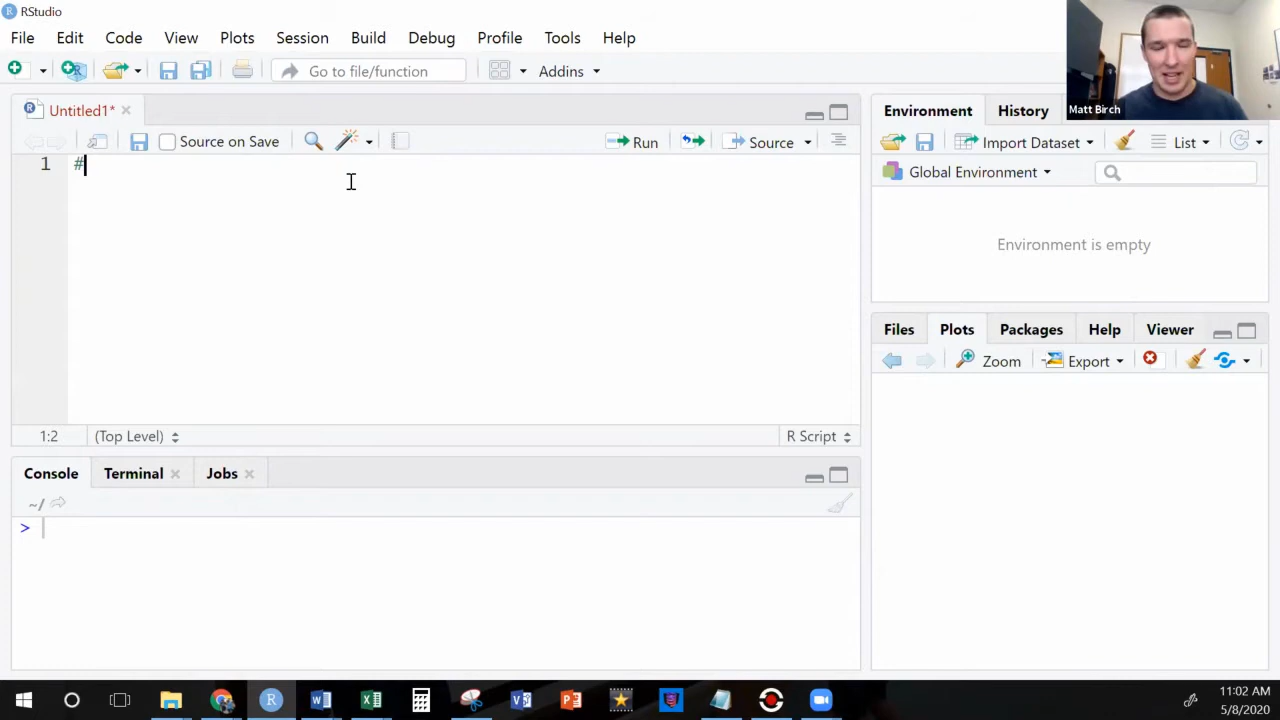 RStudio
File Edit Code View Plots Session Build Debug Profile Tools Help
Go to file/function Addins
Matt Birch
Untitled1*
Source on Save Run Source
1 #
1:2 (Top Level) R Script
Console Terminal Jobs
~/
>
Environment History
Import Dataset List
Global Environment
Environment is empty
Files Plots Packages Help Viewer
Zoom Export
11:02 AM
5/8/2020